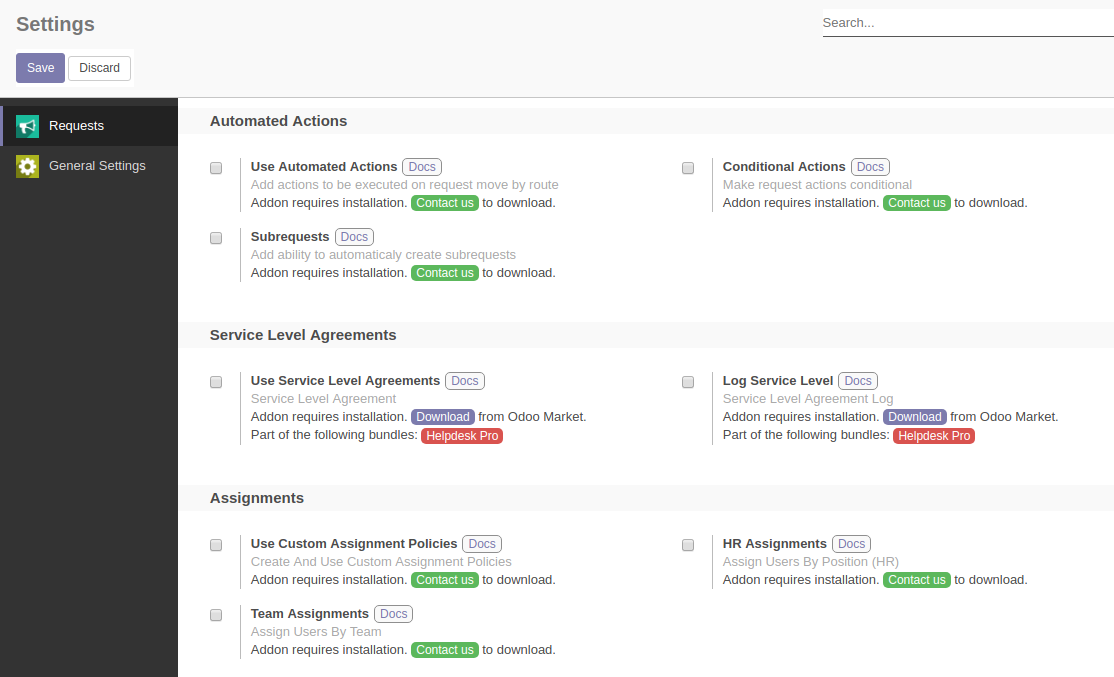 Settings
Search...
Save Discard
Requests
General Settings
Automated Actions
Use Automated Actions Docs
Add actions to be executed on request move by route
Addon requires installation. Contact us to download.
Conditional Actions Docs
Make request actions conditional
Addon requires installation. Contact us to download.
Subrequests Docs
Add ability to automaticaly create subrequests
Addon requires installation. Contact us to download.
Service Level Agreements
Use Service Level Agreements Docs
Service Level Agreement
Addon requires installation. Download from Odoo Market.
Part of the following bundles: Helpdesk Pro
Log Service Level Docs
Service Level Agreement Log
Addon requires installation. Download from Odoo Market.
Part of the following bundles: Helpdesk Pro
Assignments
Use Custom Assignment Policies Docs
Create And Use Custom Assignment Policies
Addon requires installation. Contact us to download.
HR Assignments Docs
Assign Users By Position (HR)
Addon requires installation. Contact us to download.
Team Assignments Docs
Assign Users By Team
Addon requires installation. Contact us to download.